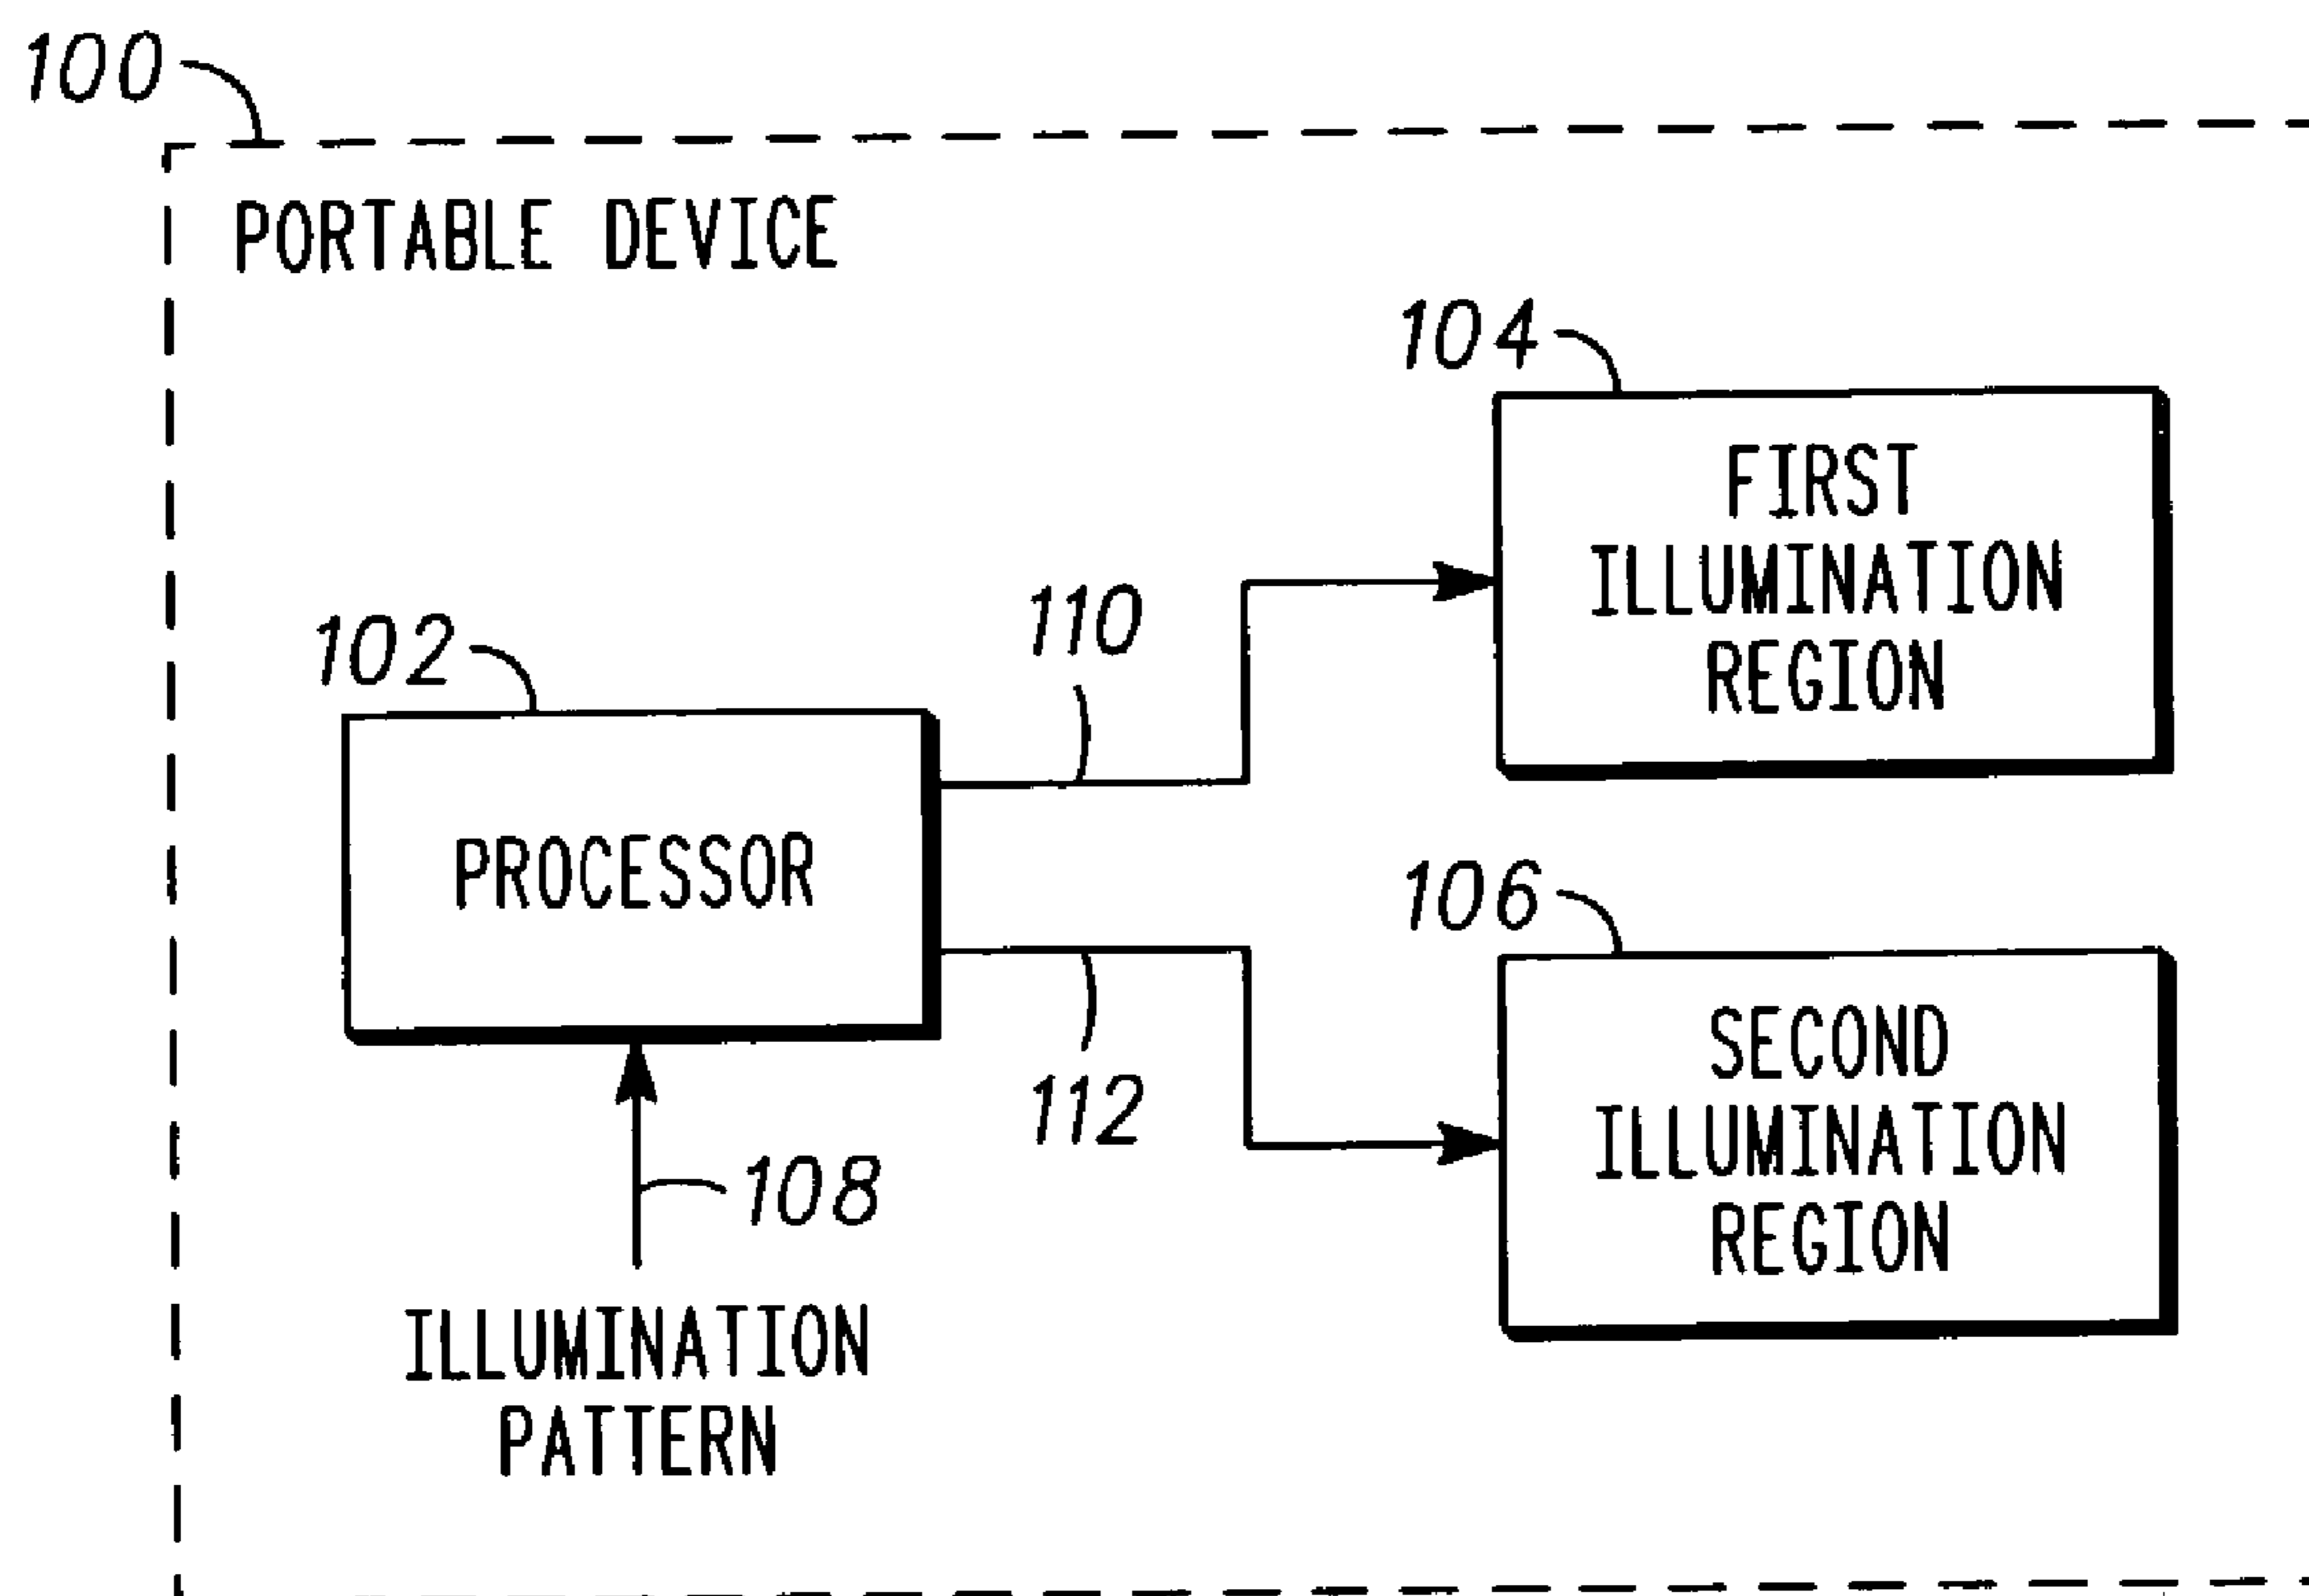 100
PORTABLE DEVICE
104
FIRST
ILLUMINATION
REGION
110
102
PROCESSOR
106
SECOND
ILLUMINATION
REGION
112
108
ILLUMINATION
PATTERN